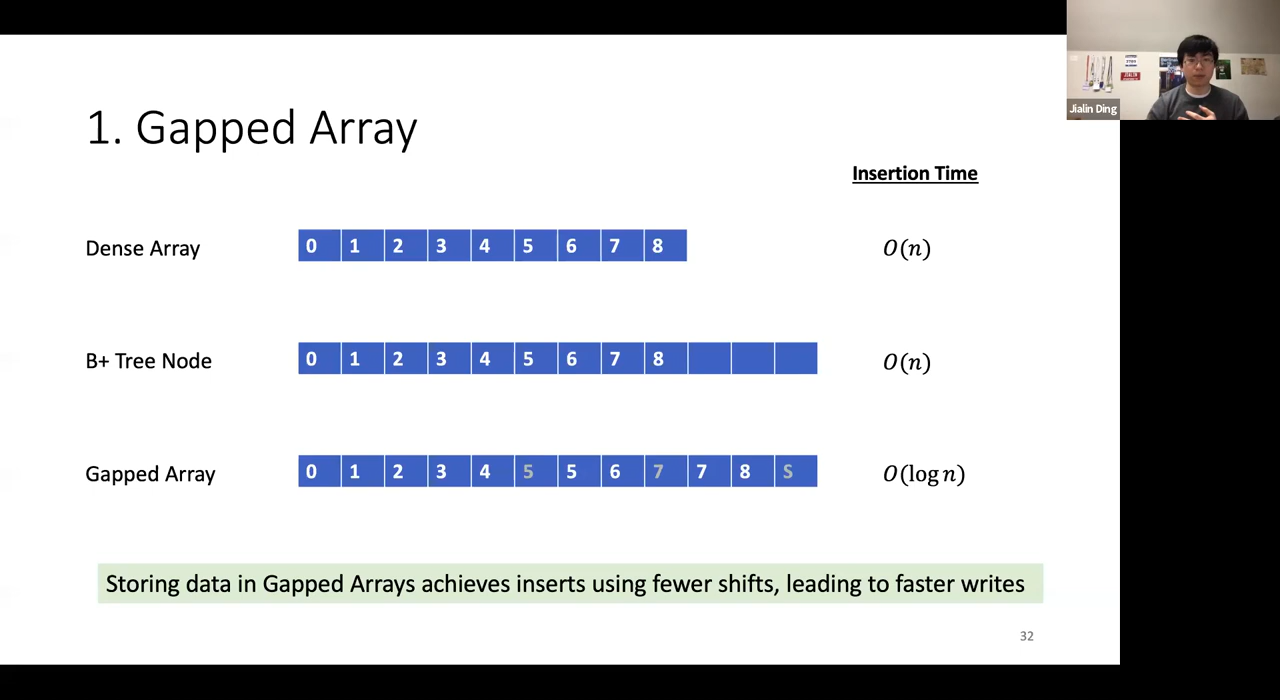 Jialin Ding
1. Gapped Array
Insertion Time
Dense Array 0 1 2 3 4 5 6 7 8 O(n)
B+ Tree Node 0 1 2 3 4 5 6 7 8 O(n)
Gapped Array 0 1 2 3 4 5 5 6 7 7 8 S O(log n)
Storing data in Gapped Arrays achieves inserts using fewer shifts, leading to faster writes
32